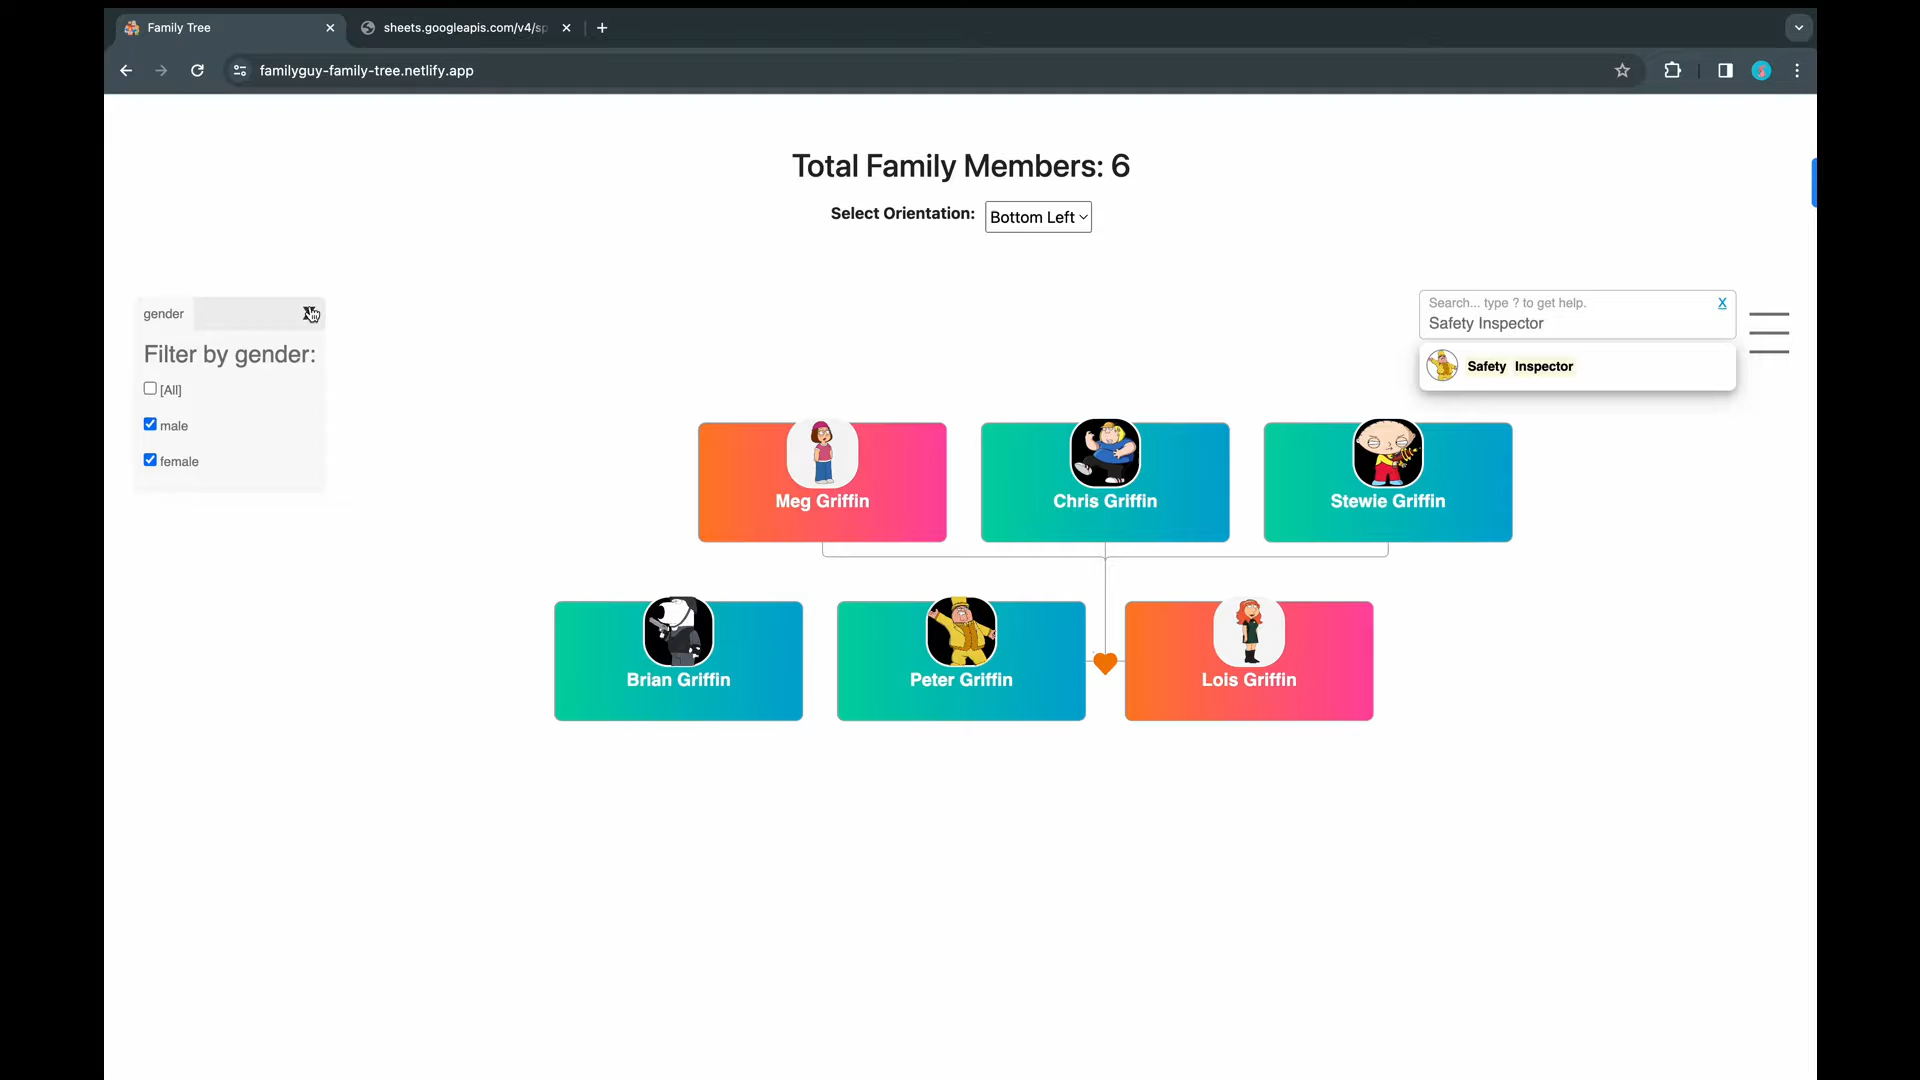 Family Tree
sheets.googleapis.com/v4/sp
familyguy-family-tree.netlify.app
Total Family Members: 6
Select Orientation: Bottom Left
gender
Filter by gender:
[All]
male
female
Search... type ? to get help.
X
Safety Inspector
Safety Inspector
Meg Griffin
Chris Griffin
Stewie Griffin
Brian Griffin
Peter Griffin
Lois Griffin